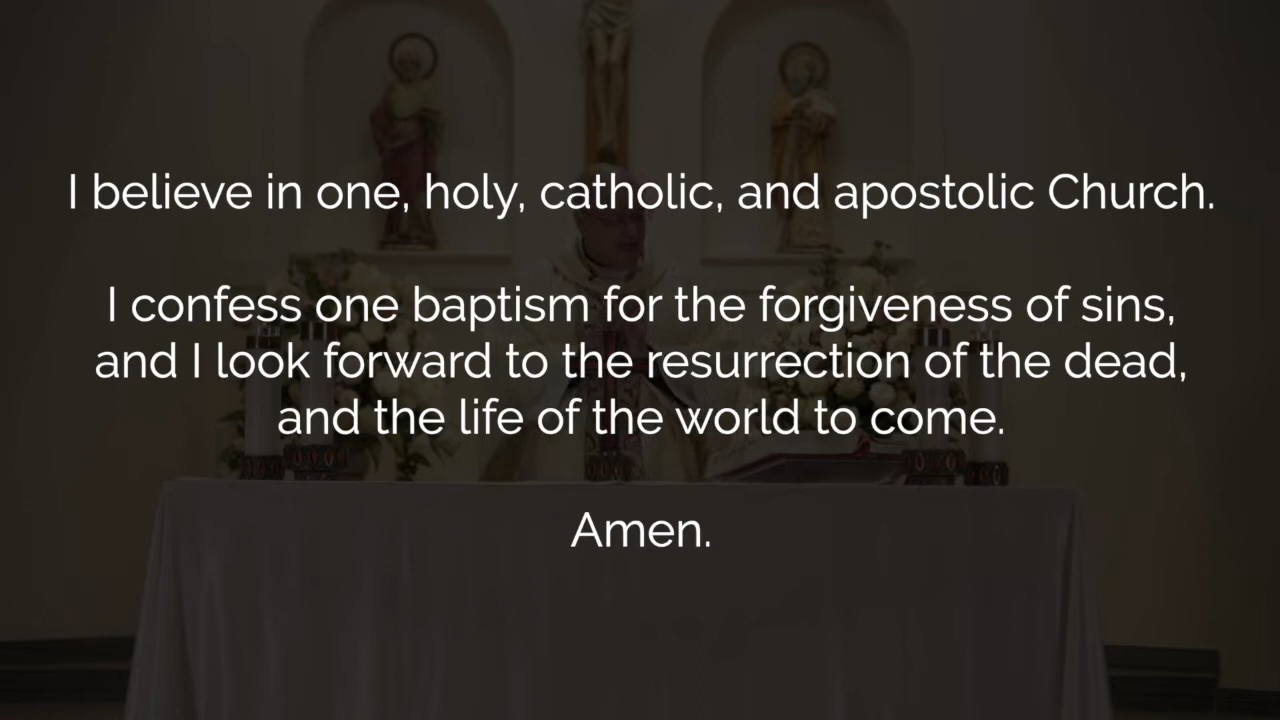 I believe in one, holy, catholic, and apostolic Church.
I confess one baptism for the forgiveness of sins,
and I look forward to the resurrection of the dead,
and the life of the world to come.
Amen.